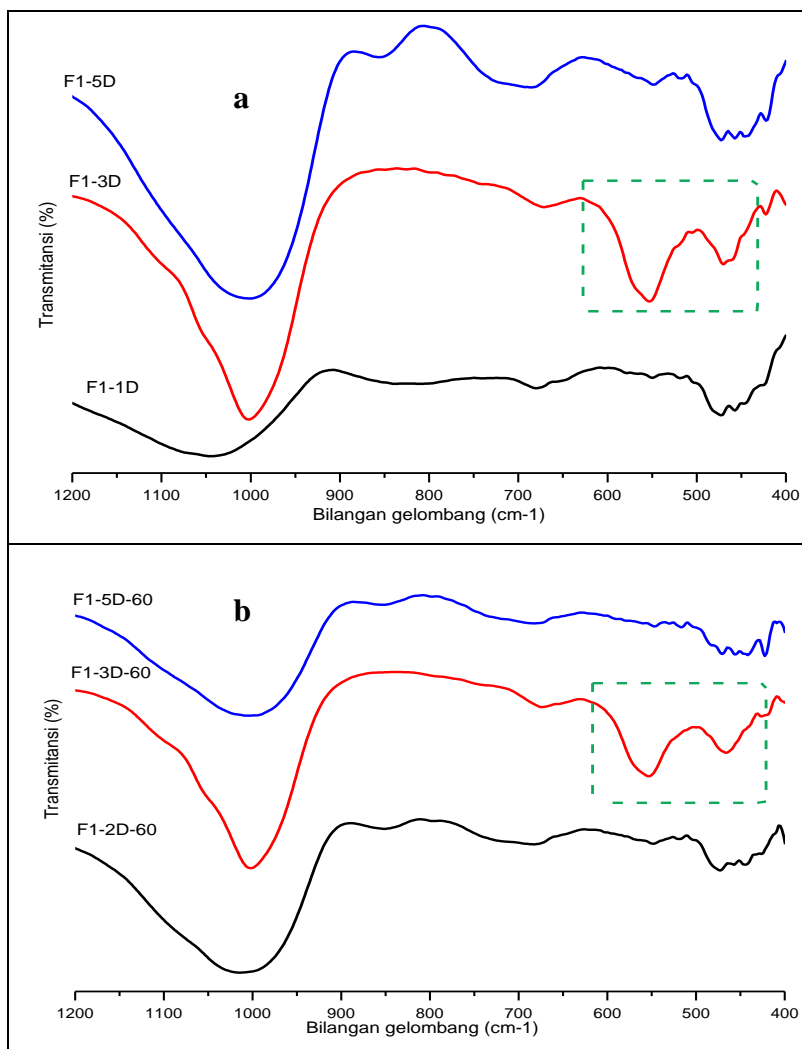 F1-5D
a
F1-3D
F1-1D
Transmitansi (%)
1200 1100 1000 900 800 700 600 500 400
Bilangan gelombang (cm-1)
F1-5D-60
b
F1-3D-60
F1-2D-60
Transmitansi (%)
1200 1100 1000 900 800 700 600 500 400
Bilangan gelombang (cm-1)